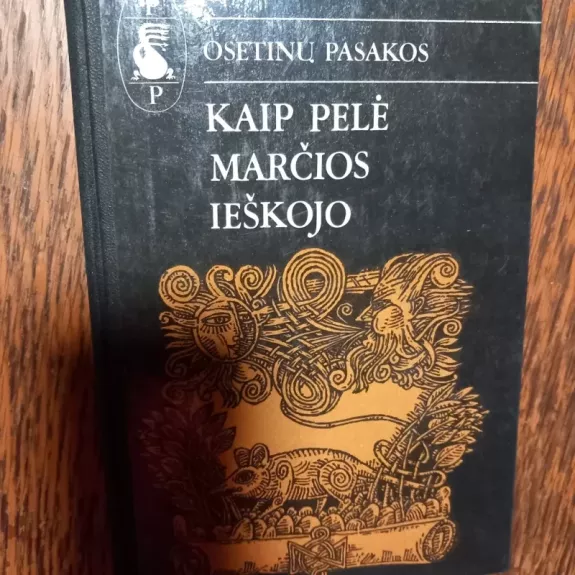 P
OSETINŲ PASAKOS
P
KAIP PELĖ
MARČIOS
IEŠKOJO